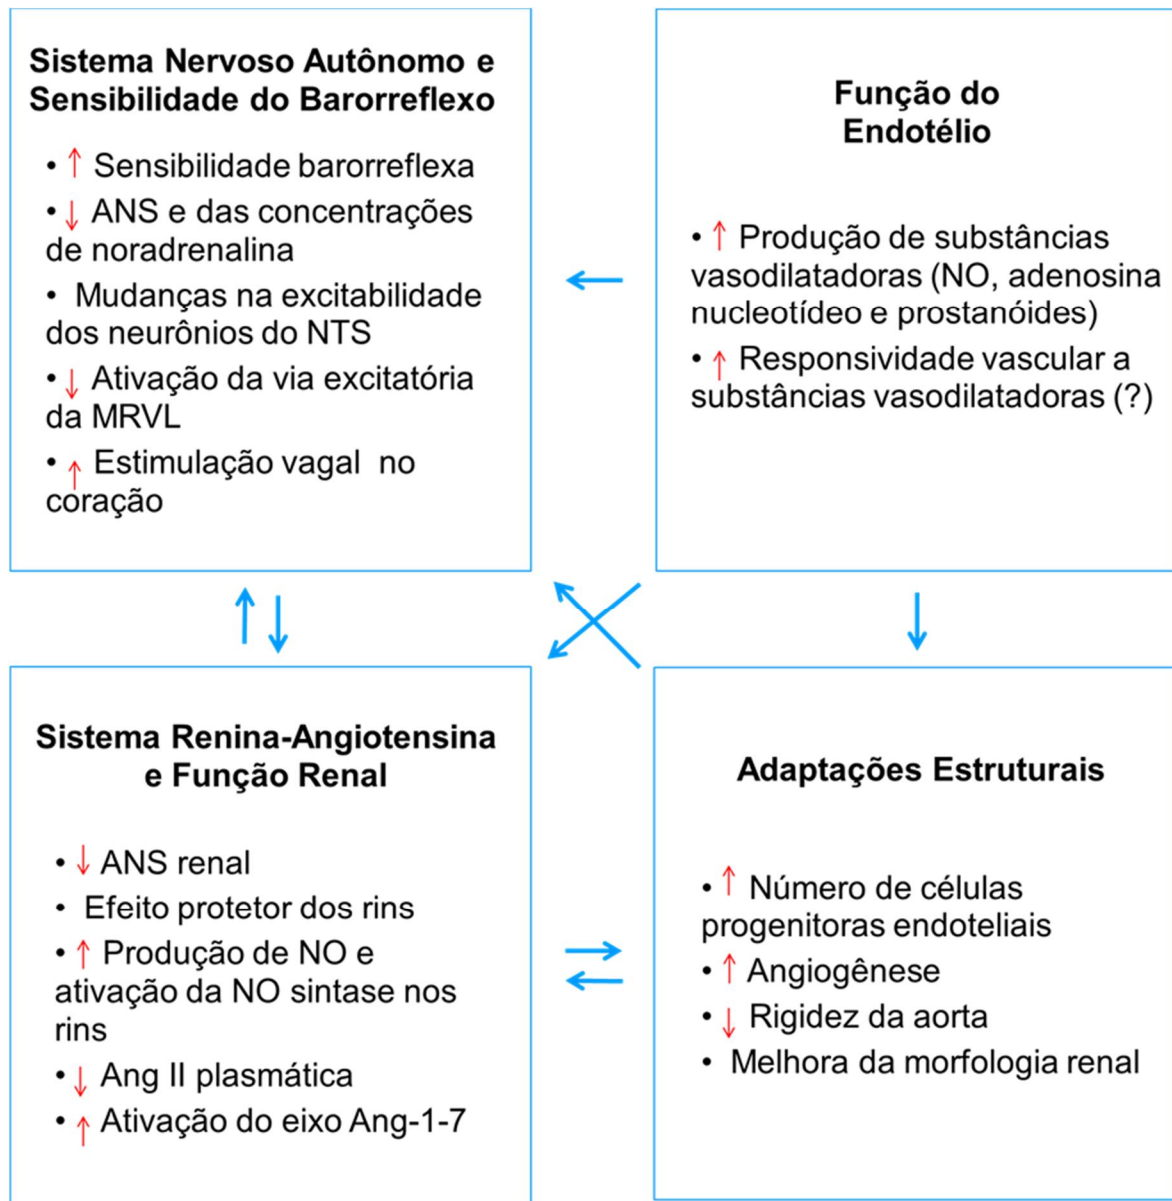 Sistema Nervoso Autônomo e
Sensibilidade do Barorreflexo
• ↑ Sensibilidade barorreflexa
• ↓ ANS e das concentrações
de noradrenalina
• Mudanças na excitabilidade
dos neurônios do NTS
• ↓ Ativação da via excitatória
da MRVL
• ↑ Estimulação vagal no
coração
Função do
Endotélio
• ↑ Produção de substâncias
vasodilatadoras (NO, adenosina
nucleotídeo e prostanóides)
• ↑ Responsividade vascular a
substâncias vasodilatadoras (?)
Sistema Renina-Angiotensina
e Função Renal
• ↓ ANS renal
• Efeito protetor dos rins
• ↑ Produção de NO e
ativação da NO sintase nos
rins
• ↓ Ang II plasmática
• ↑ Ativação do eixo Ang-1-7
Adaptações Estruturais
• ↑ Número de células
progenitoras endoteliais
• ↑ Angiogênese
• ↓ Rigidez da aorta
• Melhora da morfologia renal